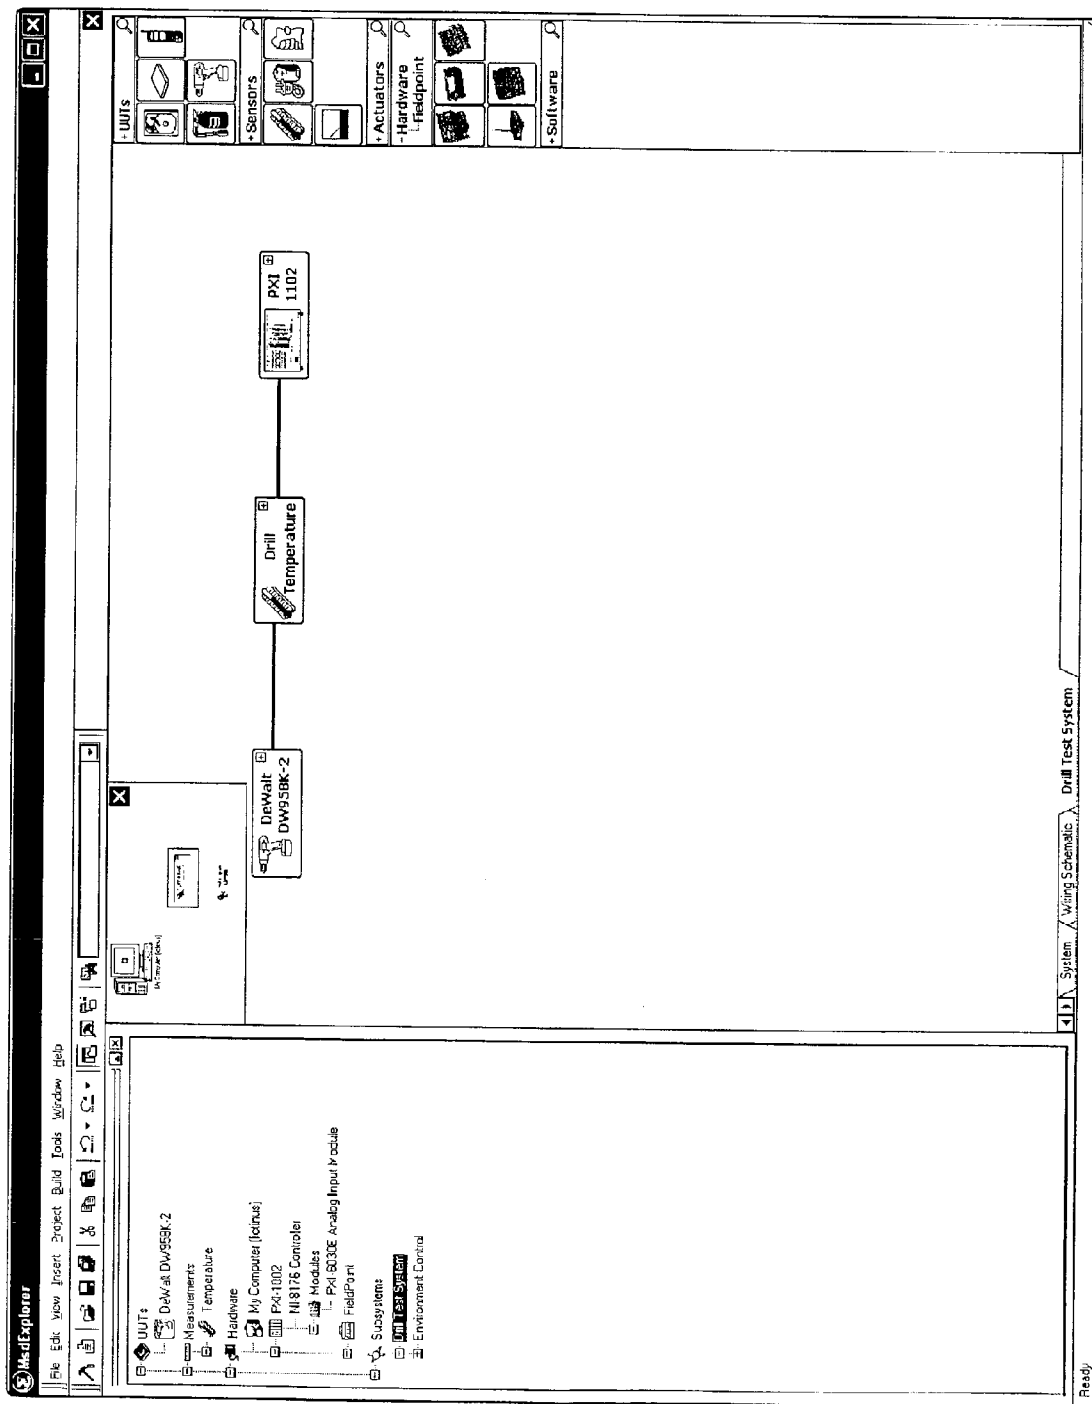 MsdExplorer
File Edit View Insert Project Build Tools Window Help
UUTs
DeWalt DW958K-2
Measurements
Temperature
Hardware
My Computer [Icinus]
PXI-1002
NI-8176 Controller
Modules
PXI-6030E Analog Input Module
FieldPoint
Subsystems
Drill Test System
Environment Control
DeWalt
DW958K-2
Drill
Temperature
PXI
1102
+UUTs
+Sensors
+Actuators
-Hardware
Fieldpoint
+Software
System
Wiring Schematic
Drill Test System
Ready